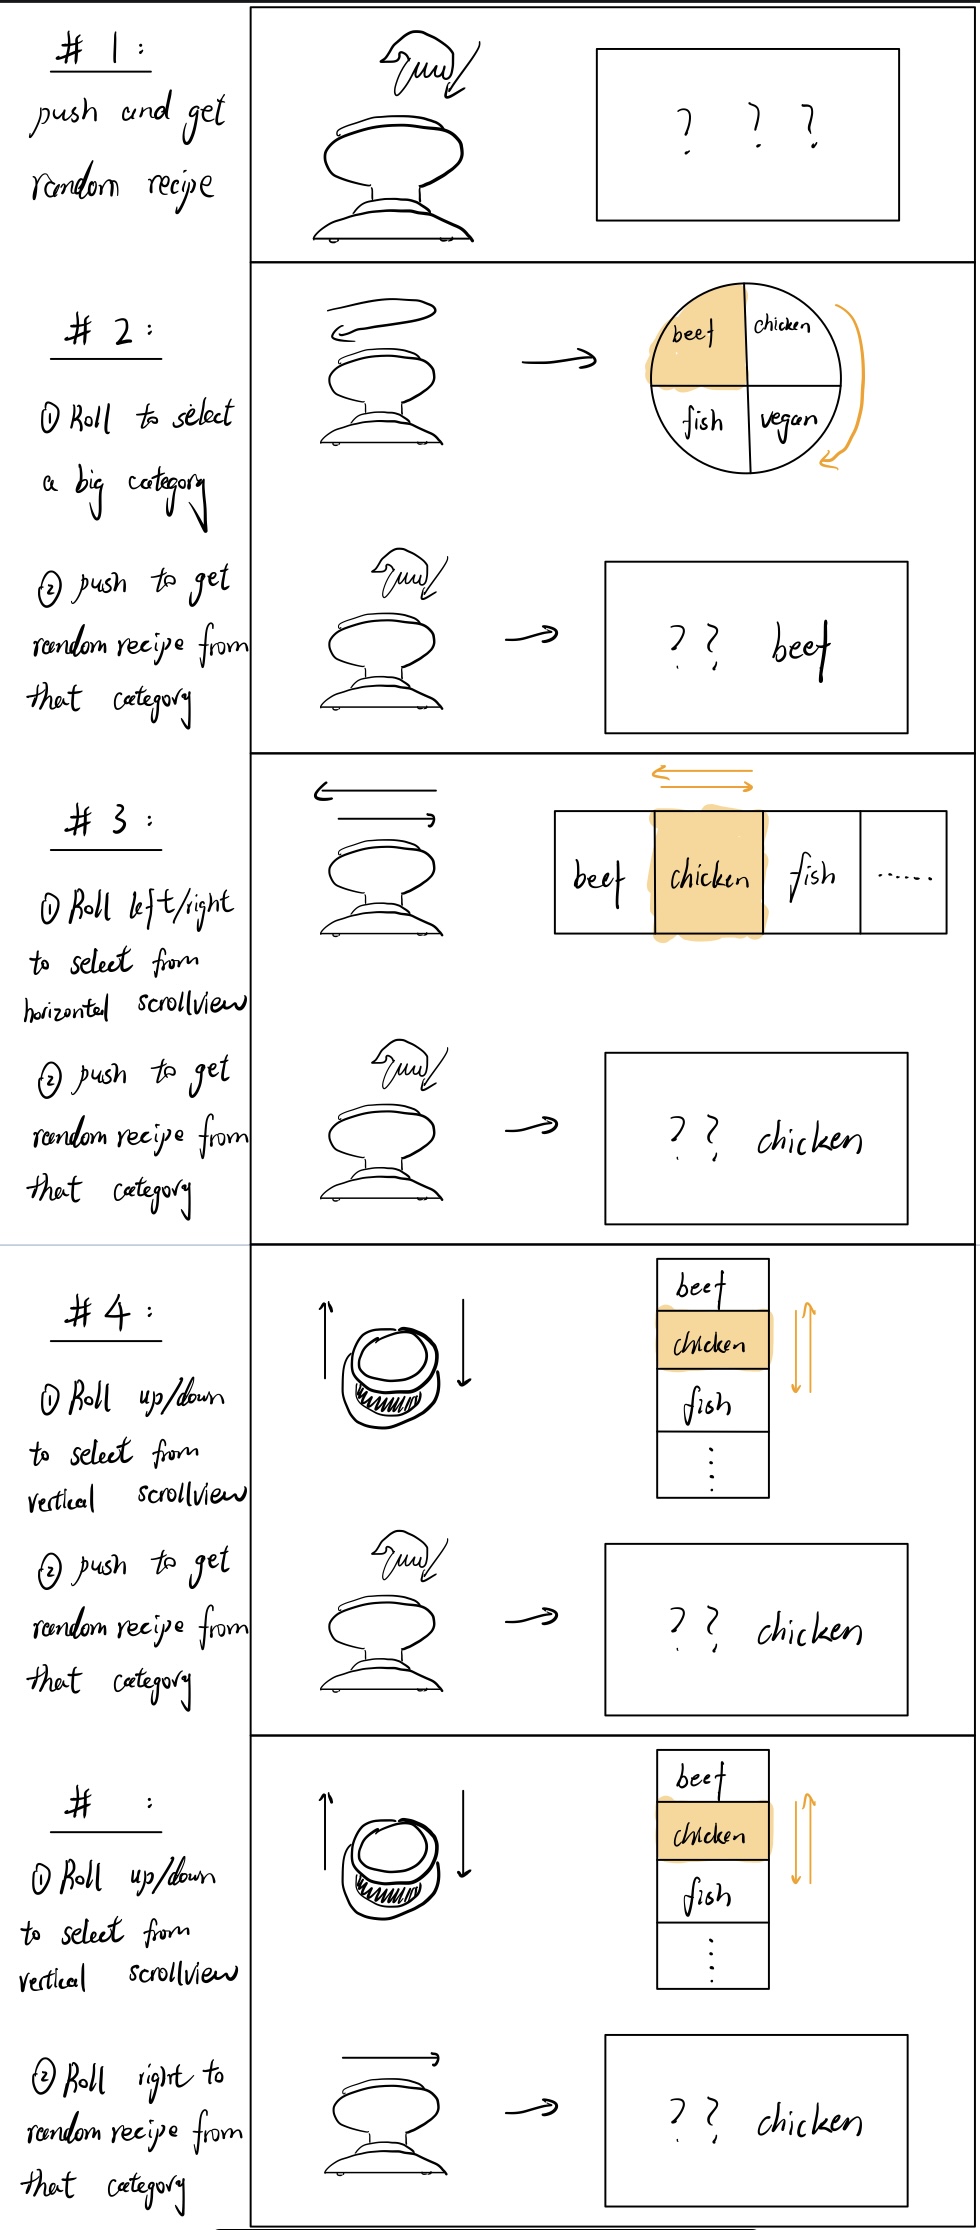 # 1 :
push and get
random recipe
? ? ?
# 2 :
① Roll to select
a big category
beef
chicken
fish
vegan
② push to get
random recipe from
that category
? ? beef
# 3 :
① Roll left/right
to select from
horizontal scrollview
beef
chicken
fish
......
② push to get
random recipe from
that category
? ? chicken
# 4 :
① Roll up/down
to select from
vertical scrollview
beef
chicken
fish
② push to get
random recipe from
that category
? ? chicken
# :
① Roll up/down
to select from
vertical scrollview
beef
chicken
fish
② Roll right to
random recipe from
that category
? ? chicken